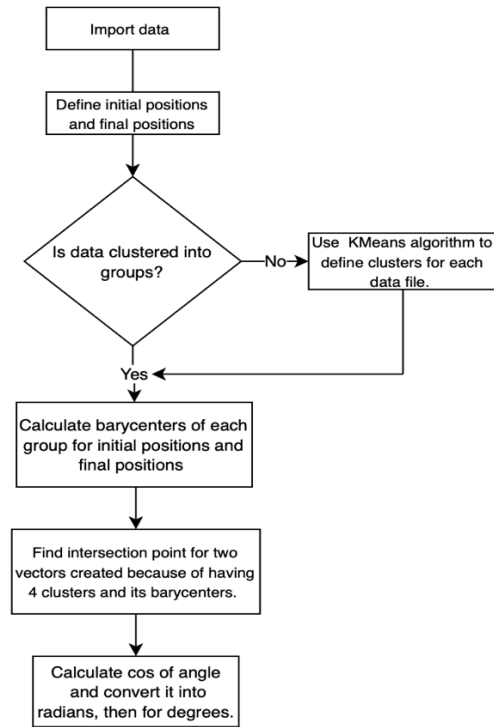 Import data
Define initial positions
and final positions
Is data clustered into
groups?
No
Use KMeans algorithm to
define clusters for each
data file.
Yes
Calculate barycenters of each
group for initial positions and
final positions
Find intersection point for two
vectors created because of having
4 clusters and its barycenters.
Calculate cos of angle
and convert it into
radians, then for degrees.